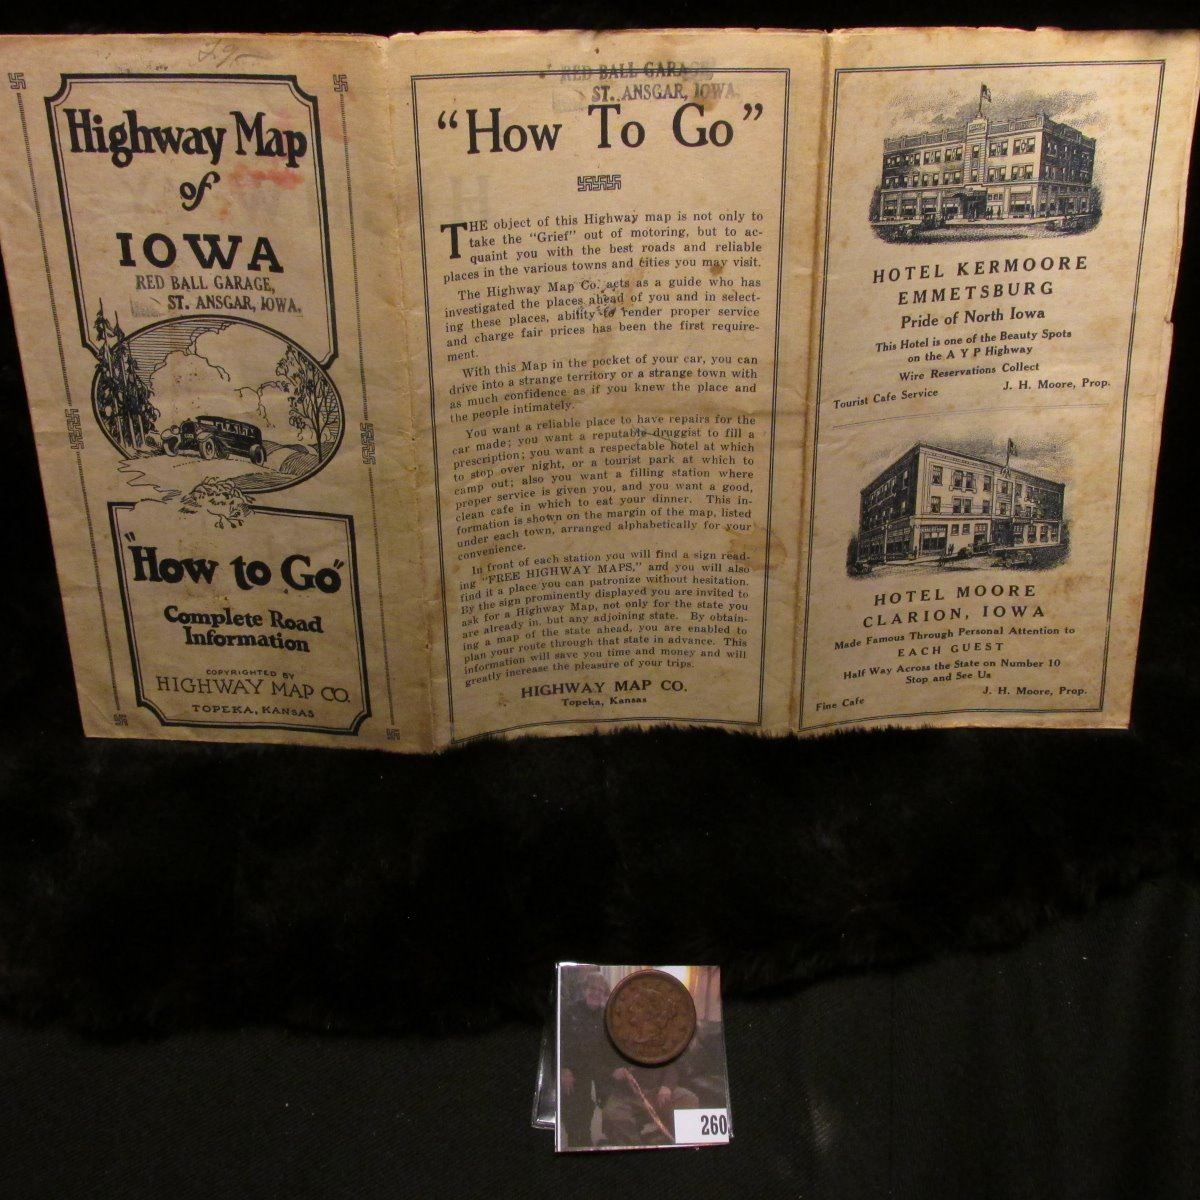 Highway Map
of
IOWA
RED BALL GARAGE,
ST. ANSGAR, IOWA.
"How to Go"
Complete Road
Information
COPYRIGHTED BY
HIGHWAY MAP CO.
TOPEKA, KANSAS
RED BALL GARAGE
ST. ANSGAR, IOWA.
"How To Go"
THE object of this Highway map is not only to
take the "Grief" out of motoring, but to ac-
quaint you with the best roads and reliable
places in the various towns and cities you may visit.
The Highway Map Co. acts as a guide who has
investigated the places ahead of you and in select-
ing these places, ability to render proper service
and charge fair prices has been the first require-
ment.
With this Map in the pocket of your car, you can
drive into a strange territory or a strange town with
as much confidence as if you knew the place and
the people intimately.
You want a reliable place to have repairs for the
car made; you want a reputable druggist to fill a
prescription; you want a respectable hotel at which
to stop over night, or a tourist park at which to
camp out; also you want a filling station where
proper service is given you, and you want a good,
clean cafe in which to eat your dinner. This in-
formation is shown on the margin of the map, listed
under each town, arranged alphabetically for your
convenience.
In front of each station you will find a sign read-
ing "FREE HIGHWAY MAPS," and you will also
find it a place you can patronize without hesitation.
By the sign prominently displayed you are invited to
ask for a Highway Map, not only for the state you
are already in, but any adjoining state. By obtain-
ing a map of the state ahead, you are enabled to
plan your route through that state in advance. This
information will save you time and money and will
greatly increase the pleasure of your trips.
HIGHWAY MAP CO.
Topeka, Kansas
HOTEL KERMOORE
EMMETSBURG
Pride of North Iowa
This Hotel is one of the Beauty Spots
on the A Y P Highway
Wire Reservations Collect
J. H. Moore, Prop.
Tourist Cafe Service
HOTEL MOORE
CLARION, IOWA
Made Famous Through Personal Attention to
EACH GUEST
Half Way Across the State on Number 10
Stop and See Us
J. H. Moore, Prop.
Fine Cafe
260